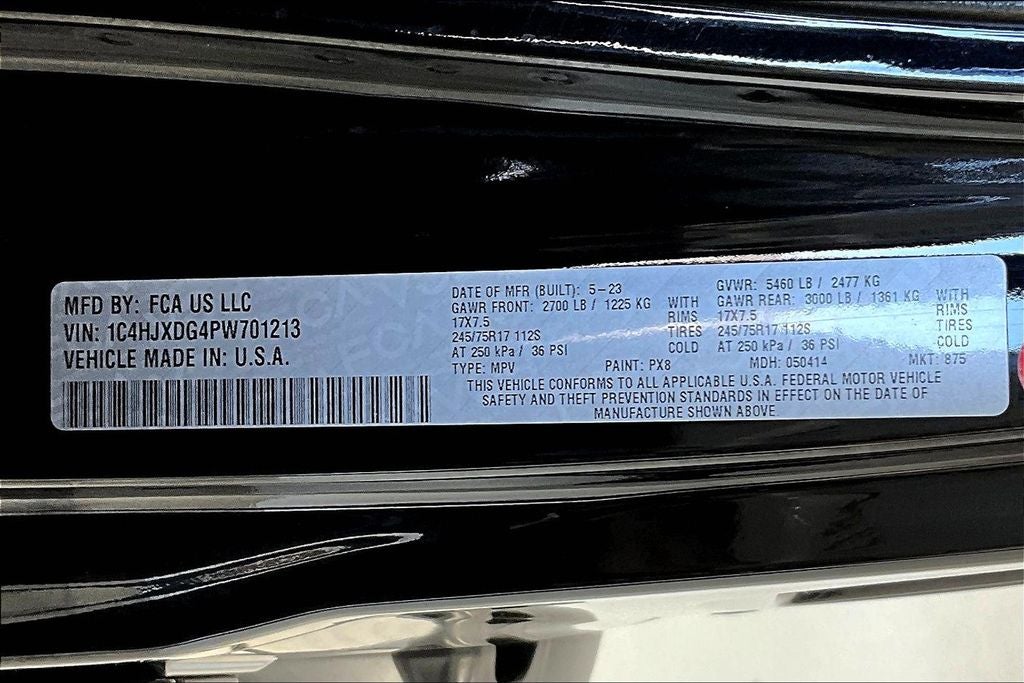 MFD BY: FCA US LLC
VIN: 1C4HJXDG4PW701213
VEHICLE MADE IN: U.S.A.
DATE OF MFR (BUILT): 5-23 GVWR: 5460 LB / 2477 KG
GAWR FRONT: 2700 LB / 1225 KG WITH GAWR REAR: 3000 LB / 1361 KG WITH
17X7.5 RIMS 17X7.5 RIMS
245/75R17 112S TIRES 245/75R17 112S TIRES
AT 250 kPa / 36 PSI COLD AT 250 kPa / 36 PSI COLD
TYPE: MPV PAINT: PX8 MDH: 050414 MKT: 875
THIS VEHICLE CONFORMS TO ALL APPLICABLE U.S.A. FEDERAL MOTOR VEHICLE
SAFETY AND THEFT PREVENTION STANDARDS IN EFFECT ON THE DATE OF
MANUFACTURE SHOWN ABOVE